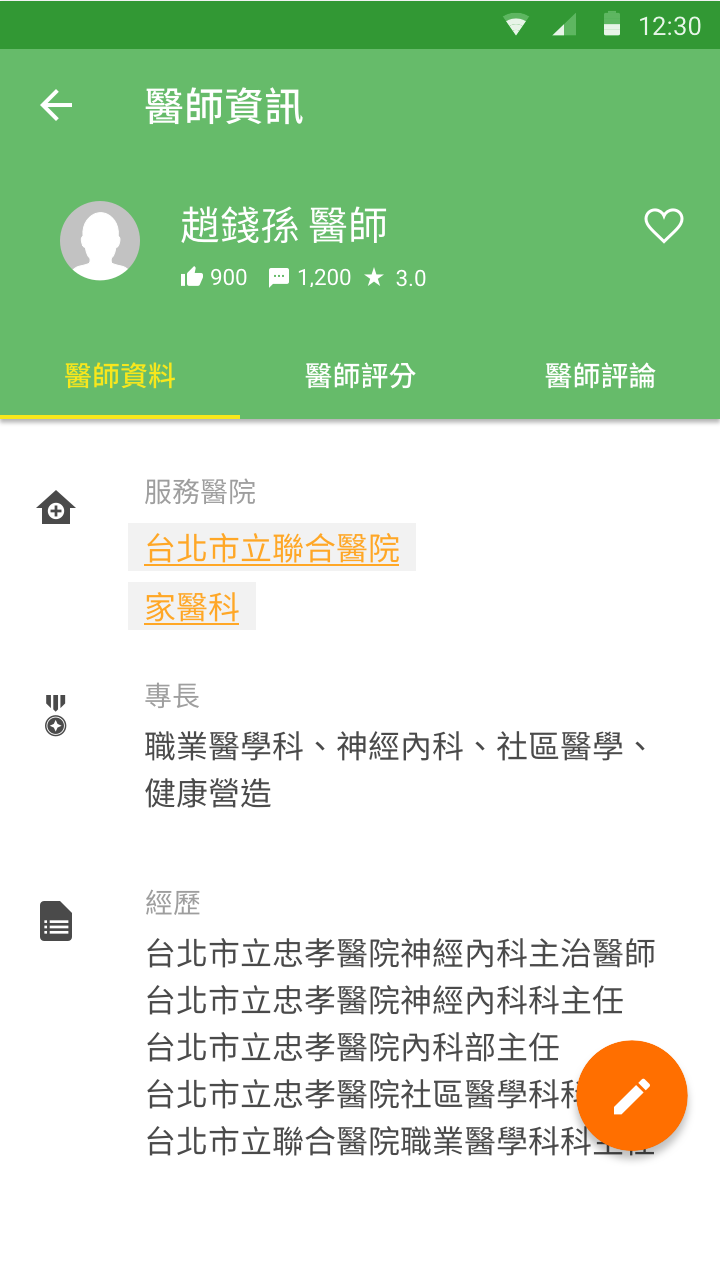 12:30
醫師資訊
趙錢孫 醫師
900 1,200 3.0
醫師資料 醫師評分 醫師評論
服務醫院
台北市立聯合醫院
家醫科
專長
職業醫學科、神經內科、社區醫學、
健康營造
經歷
台北市立忠孝醫院神經內科主治醫師
台北市立忠孝醫院神經內科科主任
台北市立忠孝醫院內科部主任
台北市立忠孝醫院社區醫學科
台北市立聯合醫院職業醫學科科主任